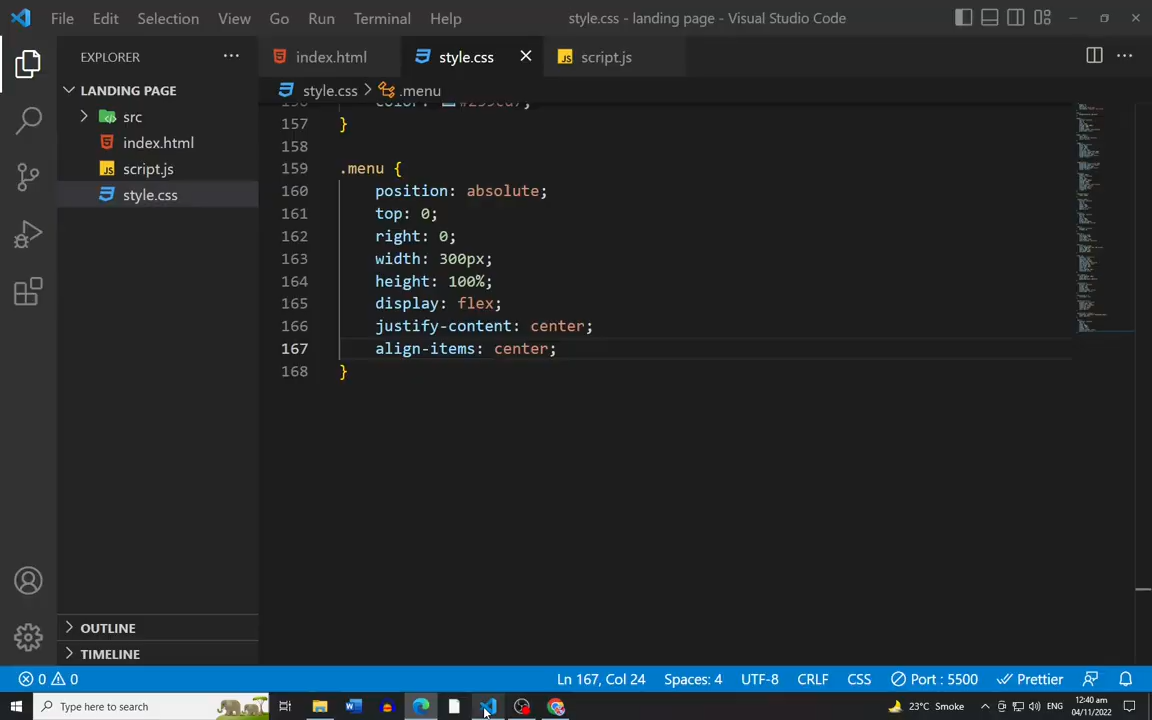 File Edit Selection View Go Run Terminal Help style.css - landing page - Visual Studio Code
EXPLORER
index.html
style.css
script.js
LANDING PAGE
style.css > .menu
src
index.html
script.js
style.css
157 }
158
159 .menu {
160 position: absolute;
161 top: 0;
162 right: 0;
163 width: 300px;
164 height: 100%;
165 display: flex;
166 justify-content: center;
167 align-items: center;
168 }
OUTLINE
TIMELINE
0 0 Ln 167, Col 24 Spaces: 4 UTF-8 CRLF CSS Port : 5500 Prettier
Type here to search
23°C Smoke
ENG
12:40 am
04/11/2022